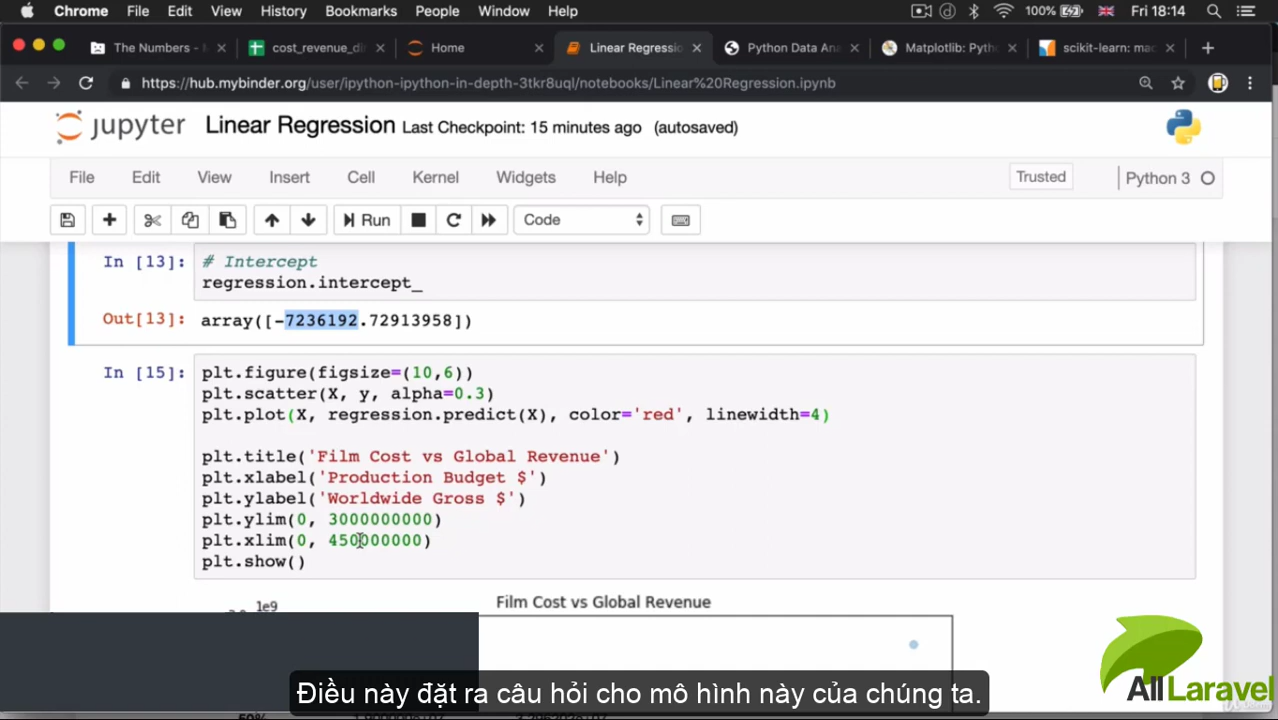 Chrome File Edit View History Bookmarks People Window Help 100% Fri 18:14
The Numbers - M cost_revenue_dir Home Linear Regressio Python Data Ana Matplotlib: Pyth scikit-learn: mac
https://hub.mybinder.org/user/ipython-ipython-in-depth-3tkr8uql/notebooks/Linear%20Regression.ipynb
jupyter Linear Regression Last Checkpoint: 15 minutes ago (autosaved)
File Edit View Insert Cell Kernel Widgets Help Trusted Python 3
Run Code
In [13]: # Intercept
regression.intercept_
Out[13]: array([-7236192.72913958])
In [15]: plt.figure(figsize=(10,6))
plt.scatter(X, y, alpha=0.3)
plt.plot(X, regression.predict(X), color='red', linewidth=4)
plt.title('Film Cost vs Global Revenue')
plt.xlabel('Production Budget $')
plt.ylabel('Worldwide Gross $')
plt.ylim(0, 3000000000)
plt.xlim(0, 450000000)
plt.show()
1e9 Film Cost vs Global Revenue
Điều này đặt ra câu hỏi cho mô hình này của chúng ta.
AllLaravel